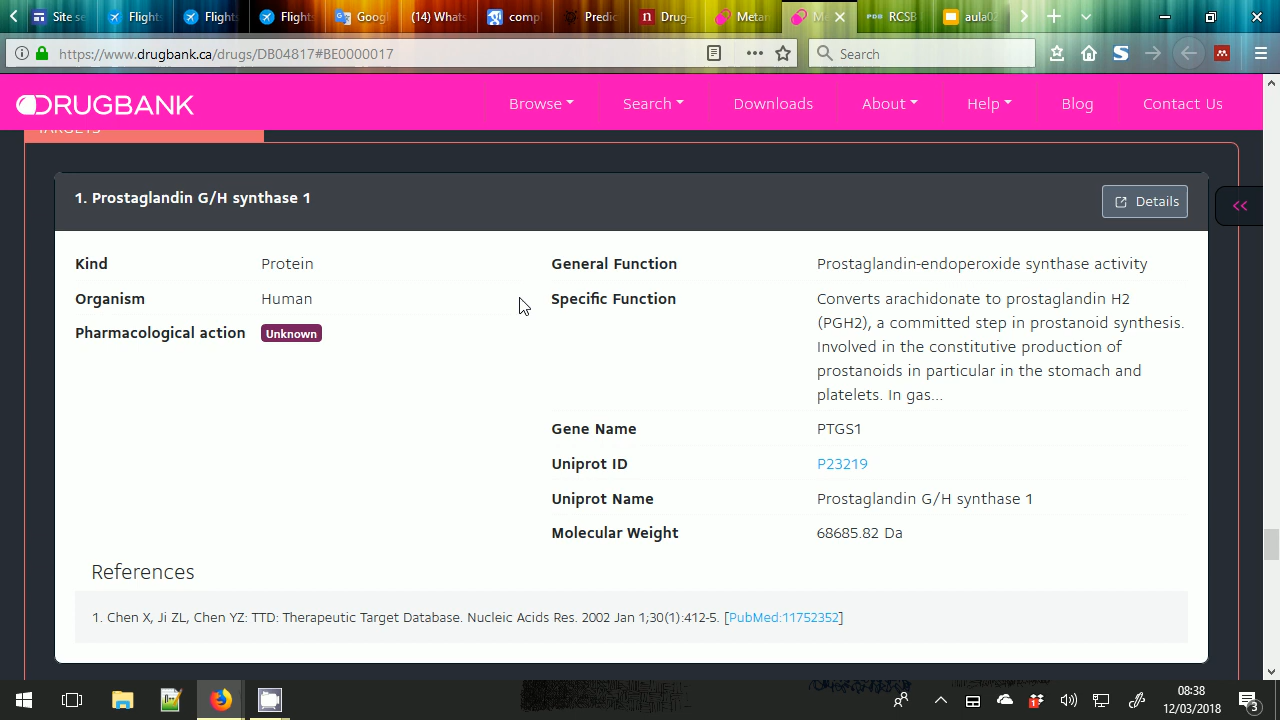 Site se
Flight:
Flight:
Flight:
Googl
(14) Whats
compl
Predic
Drug-
Metar
M
RCSB
aula02
https://www.drugbank.ca/drugs/DB04817#BE0000017
Search
DRUGBANK
Browse
Search
Downloads
About
Help
Blog
Contact Us
TARGETS
1. Prostaglandin G/H synthase 1
Details
Kind
Protein
Organism
Human
Pharmacological action
Unknown
General Function
Prostaglandin-endoperoxide synthase activity
Specific Function
Converts arachidonate to prostaglandin H2
(PGH2), a committed step in prostanoid synthesis.
Involved in the constitutive production of
prostanoids in particular in the stomach and
platelets. In gas...
Gene Name
PTGS1
Uniprot ID
P23219
Uniprot Name
Prostaglandin G/H synthase 1
Molecular Weight
68685.82 Da
References
1. Chen X, Ji ZL, Chen YZ: TTD: Therapeutic Target Database. Nucleic Acids Res. 2002 Jan 1;30(1):412-5. [PubMed:11752352]
08:38
12/03/2018
3